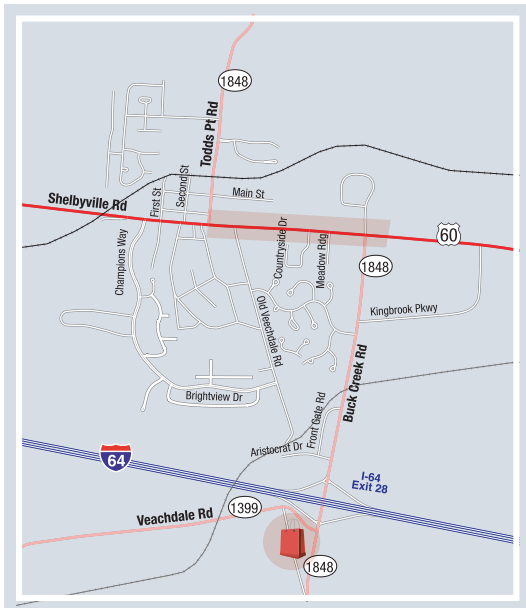 1848
Todds Pt Rd
Second St
First St
Main St
Shelbyville Rd
Countryside Dr
Meadow Rdg
60
1848
Champions Way
Kingbrook Pkwy
Old Veechdale Rd
Buck Creek Rd
Brightview Dr
Front Gate Rd
Aristocrat Dr
64
I-64
Exit 28
1399
Veachdale Rd
1848